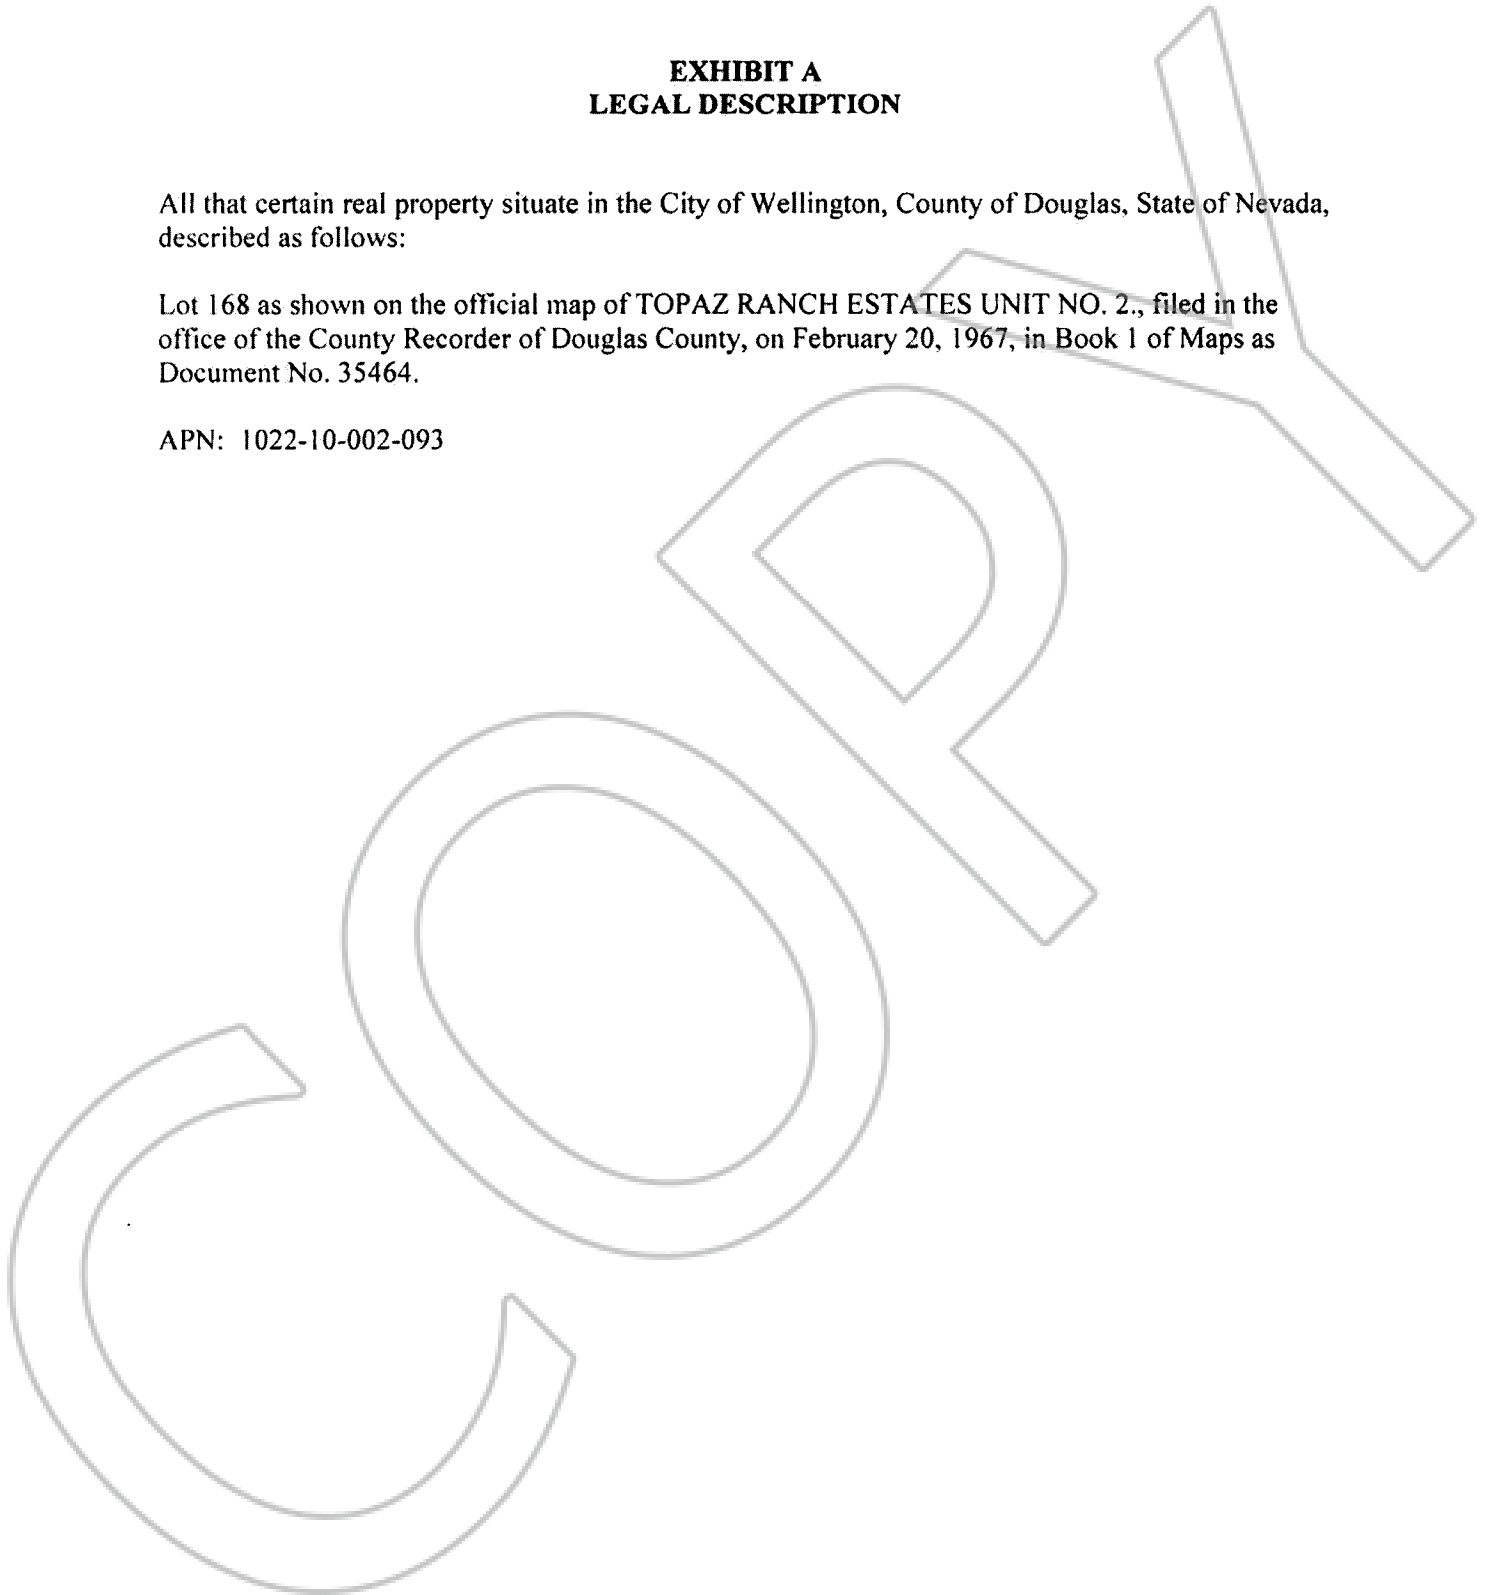 EXHIBIT A
LEGAL DESCRIPTION
All that certain real property situate in the City of Wellington, County of Douglas, State of Nevada,
described as follows:
Lot 168 as shown on the official map of TOPAZ RANCH ESTATES UNIT NO. 2., filed in the
office of the County Recorder of Douglas County, on February 20, 1967, in Book 1 of Maps as
Document No. 35464.
APN: 1022-10-002-093
COPY